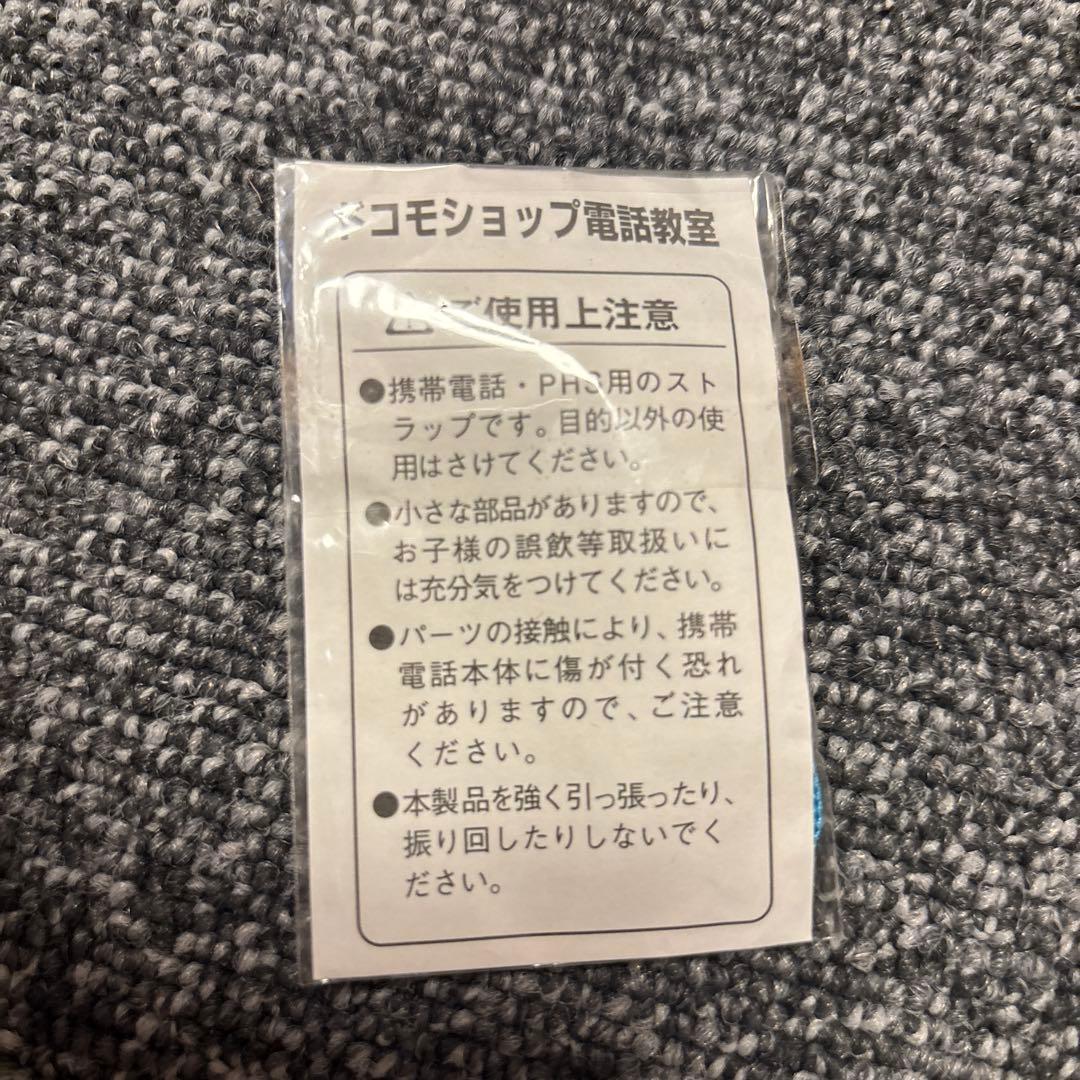 ドコモショップ電話教室
ご使用上注意
●携帯電話・PHS用のスト
ラップです。目的以外の使
用はさけてください。
●小さな部品がありますので、
お子様の誤飲等取扱いに
は充分気をつけてください。
●パーツの接触により、携帯
電話本体に傷が付く恐れ
がありますので、ご注意
ください。
●本製品を強く引っ張ったり、
振り回したりしないでく
ださい。